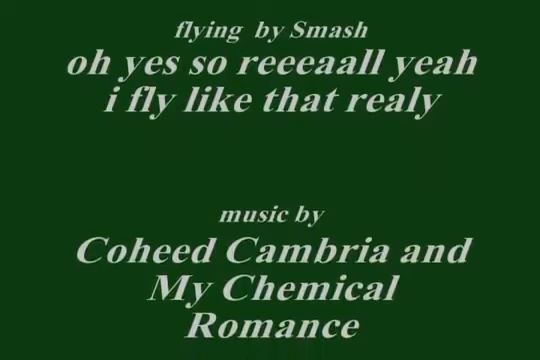 flying by Smash
oh yes so reeeaall yeah
i fly like that realy
music by
Coheed Cambria and
My Chemical
Romance